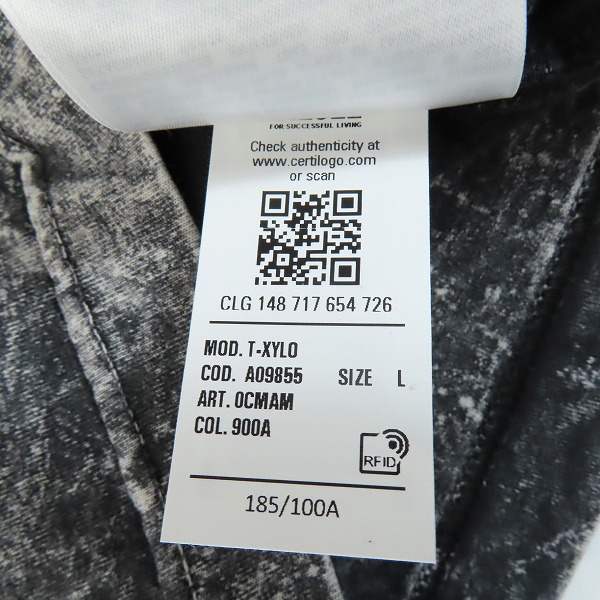 FOR SUCCESSFUL LIVING
Check authenticity at
www.certilogo.com
or scan
CLG 148 717 654 726
MOD. T-XYLO
COD. A09855 SIZE L
ART. 0CMAM
COL. 900A
RFID
185/100A